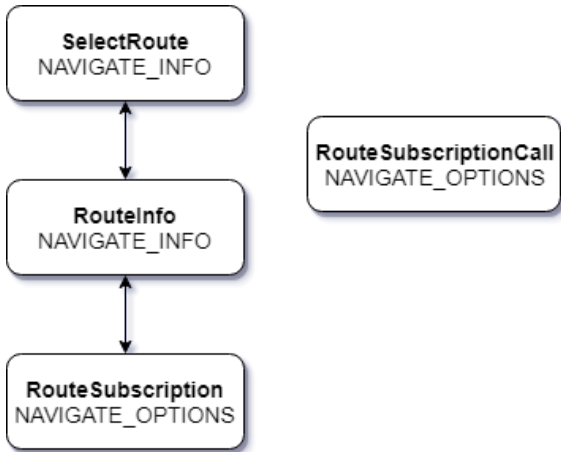 SelectRoute
NAVIGATE_INFO
RouteSubscriptionCall
NAVIGATE_OPTIONS
RouteInfo
NAVIGATE_INFO
RouteSubscription
NAVIGATE_OPTIONS